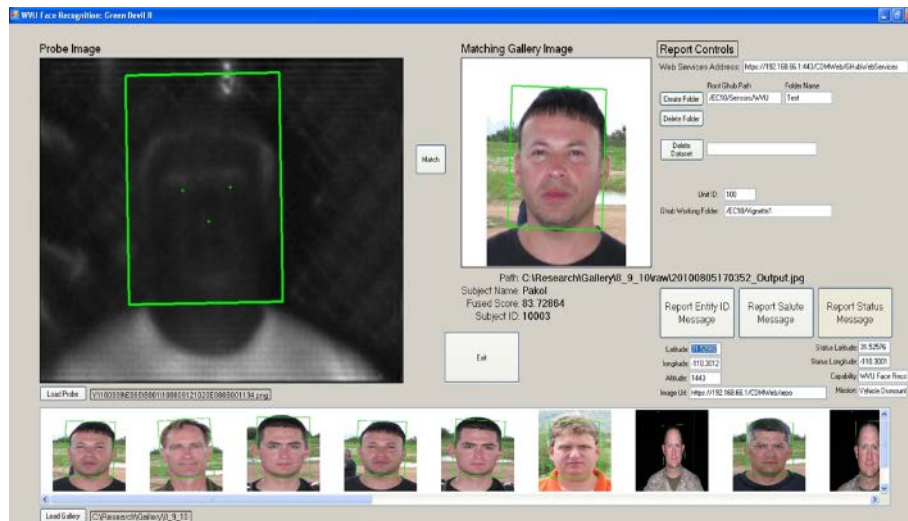 WVU Face Recognition: Green Devil II
Probe Image
Matching Gallery Image
Report Controls
Web Services Address: https://192.168.66.1:443/CDMWeb/GHubWebServices
Root Ghub Path
Folder Name
Create Folder
/EC10/Sensors/WVU
Test
Delete Folder
Match
Delete Dataset
Unit ID: 100
Ghub Working Folder: /EC10/Vignette1
Path: C:\Research\Gallery\8_9_10\raw\20100805170352_Output.jpg
Subject Name: Pakol
Fused Score: 83.72864
Subject ID: 10003
Report Entity ID Message
Report Salute Message
Report Status Message
Exit
Latitude:
Status Latitude: 31.52576
longitude: -110.3012
Status Longitude: -110.3001
Altitude: 1443
Capability: WVU Face Reco
Image Url: https://192.168.66.1/CDMWeb/repo
Mission: Vehicle Dismount
Load Probe
Load Gallery
C:\Research\Gallery\8_9_10